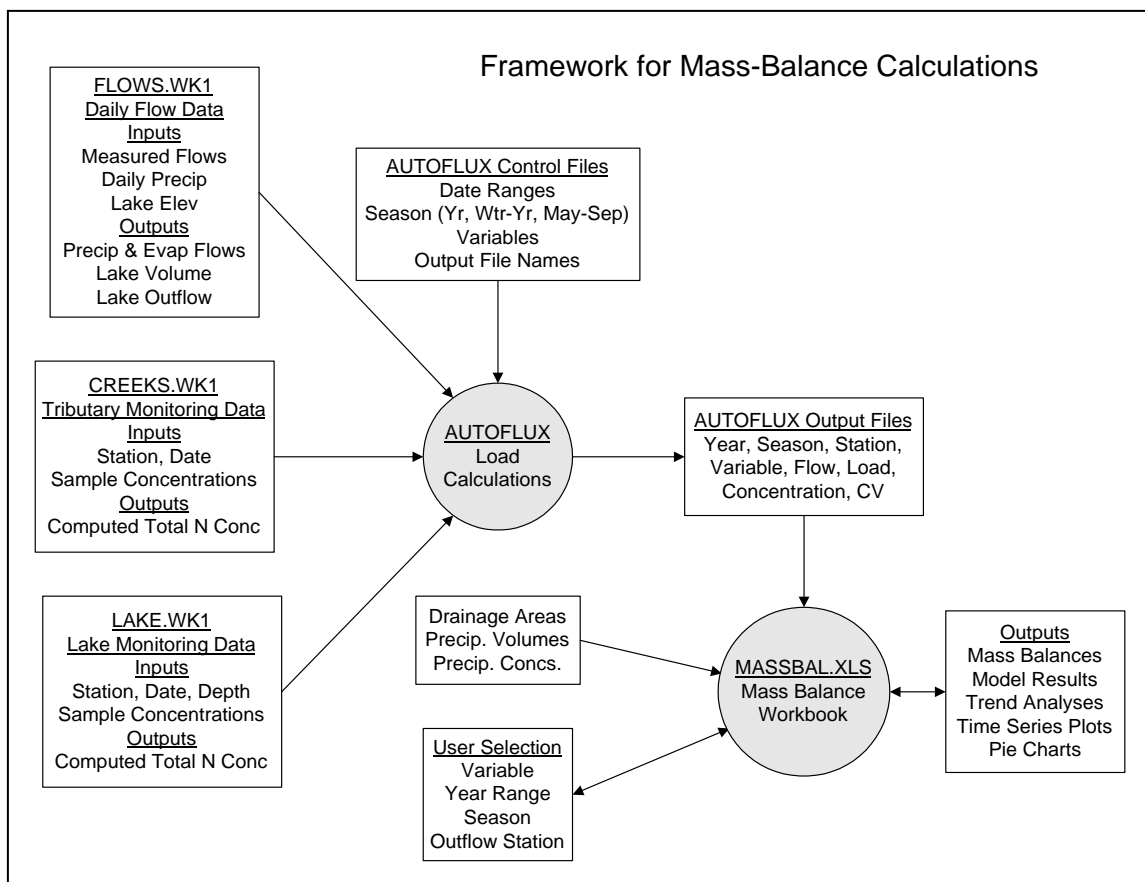 Framework for Mass-Balance Calculations
FLOWS.WK1
Daily Flow Data
Inputs
Measured Flows
Daily Precip
Lake Elev
Outputs
Precip & Evap Flows
Lake Volume
Lake Outflow
AUTOFLUX Control Files
Date Ranges
Season (Yr, Wtr-Yr, May-Sep)
Variables
Output File Names
CREEKS.WK1
Tributary Monitoring Data
Inputs
Station, Date
Sample Concentrations
Outputs
Computed Total N Conc
AUTOFLUX
Load
Calculations
AUTOFLUX Output Files
Year, Season, Station,
Variable, Flow, Load,
Concentration, CV
LAKE.WK1
Lake Monitoring Data
Inputs
Station, Date, Depth
Sample Concentrations
Outputs
Computed Total N Conc
Drainage Areas
Precip. Volumes
Precip. Concs.
MASSBAL.XLS
Mass Balance
Workbook
Outputs
Mass Balances
Model Results
Trend Analyses
Time Series Plots
Pie Charts
User Selection
Variable
Year Range
Season
Outflow Station